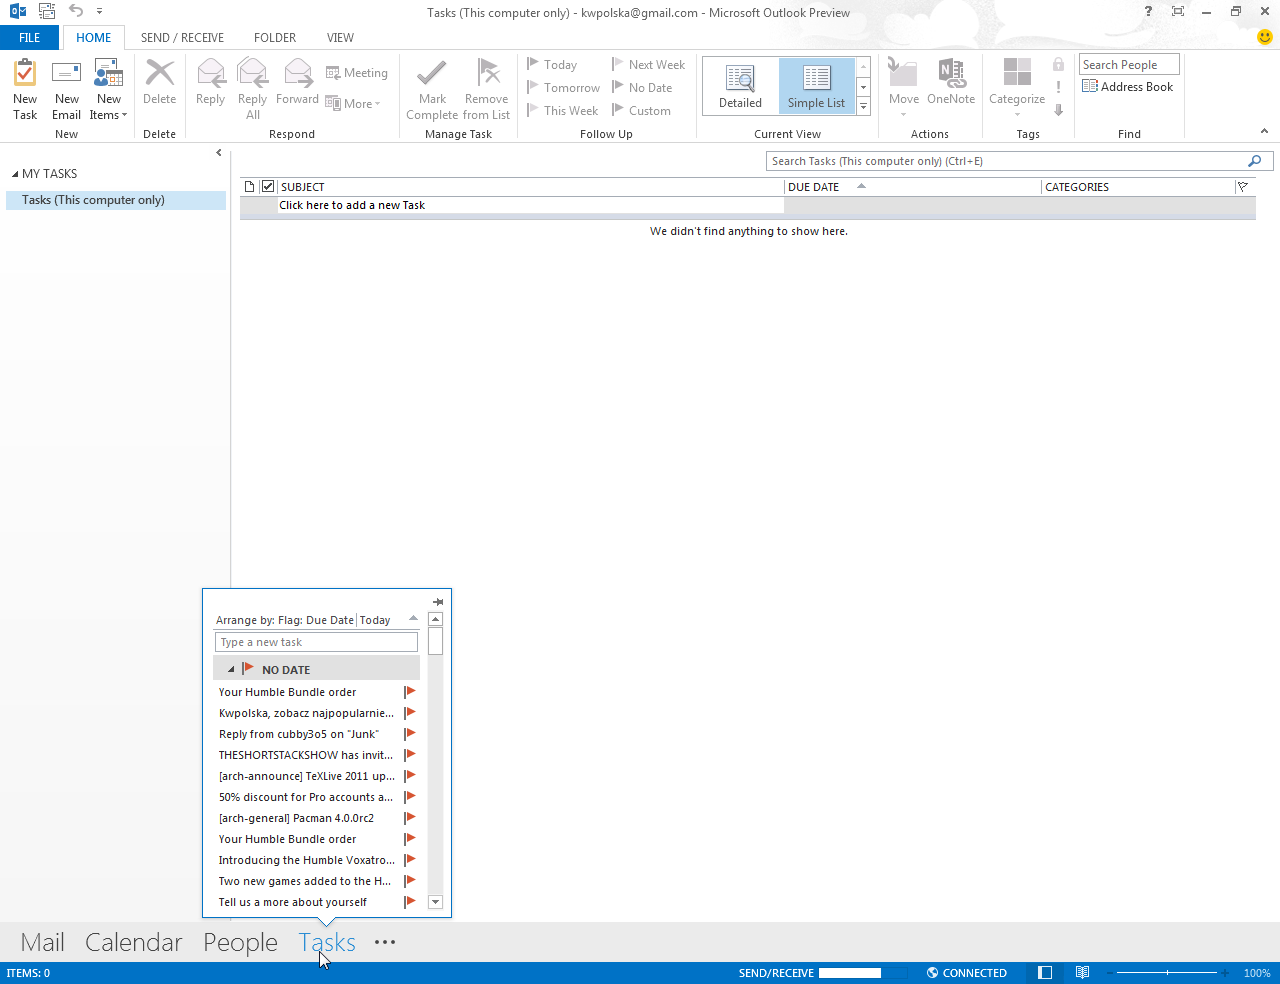 Tasks (This computer only) - kwpolska@gmail.com - Microsoft Outlook Preview
?
FILE HOME SEND / RECEIVE FOLDER VIEW
New Task
New Email
New Items
New
Delete
Delete
Reply
Reply All
Forward
Meeting
More
Respond
Mark Complete
Remove from List
Manage Task
Today
Tomorrow
This Week
Next Week
No Date
Custom
Follow Up
Detailed
Simple List
Current View
Move
OneNote
Actions
Categorize
Tags
Search People
Address Book
Find
MY TASKS
Tasks (This computer only)
Search Tasks (This computer only) (Ctrl+E)
SUBJECT DUE DATE CATEGORIES
Click here to add a new Task
We didn't find anything to show here.
Arrange by: Flag: Due Date Today
Type a new task
NO DATE
Your Humble Bundle order
Kwpolska, zobacz najpopularnie...
Reply from cubby3o5 on "Junk"
THESHORTSTACKSHOW has invit...
[arch-announce] TeXLive 2011 up...
50% discount for Pro accounts a...
[arch-general] Pacman 4.0.0rc2
Your Humble Bundle order
Introducing the Humble Voxatro...
Two new games added to the H...
Tell us a more about yourself
Mail Calendar People Tasks •••
ITEMS: 0 SEND/RECEIVE CONNECTED 100%